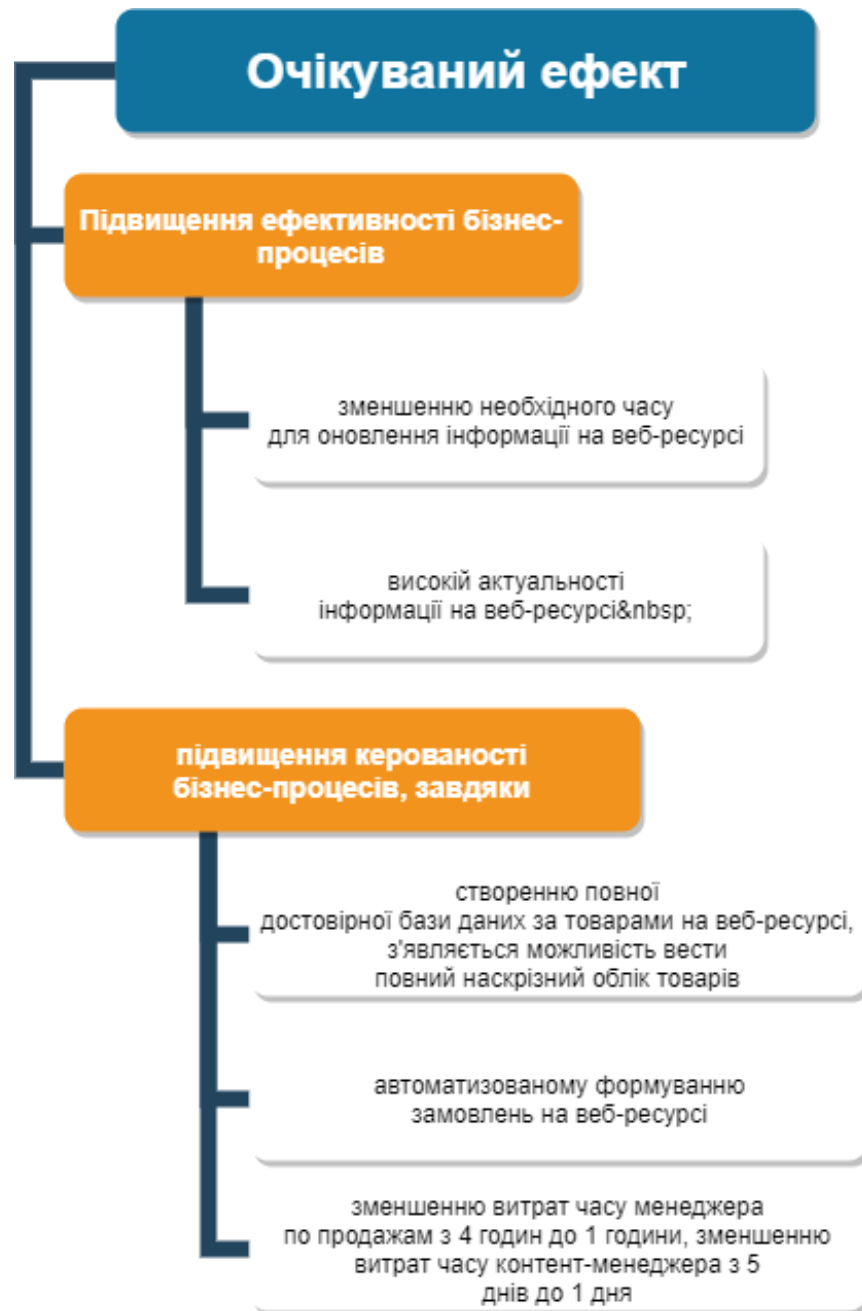 Очікуваний ефект
Підвищення ефективності бізнес-
процесів
зменшенню необхідного часу
для оновлення інформації на веб-ресурсі
високій актуальності
інформації на веб-ресурсі&nbsp;
підвищення керованості
бізнес-процесів, завдяки
створенню повної
достовірної бази даних за товарами на веб-ресурсі,
з'являється можливість вести
повний наскрізний облік товарів
автоматизованому формуванню
замовлень на веб-ресурсі
зменшенню витрат часу менеджера
по продажам з 4 годин до 1 години, зменшенню
витрат часу контент-менеджера з 5
днів до 1 дня